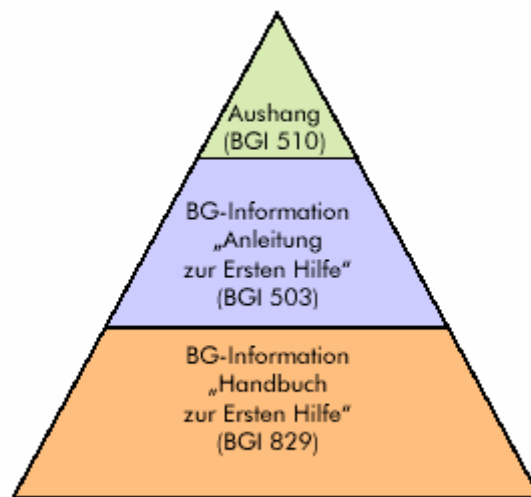 Aushang
(BGI 510)
BG-Information
„Anleitung
zur Ersten Hilfe“
(BGI 503)
BG-Information
„Handbuch
zur Ersten Hilfe“
(BGI 829)